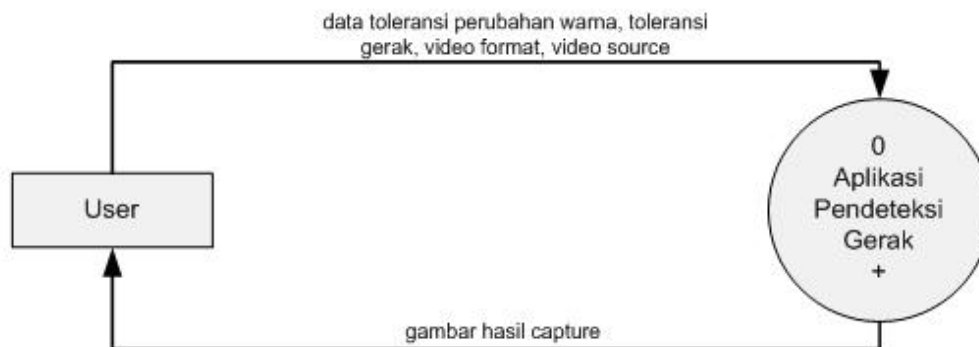 data toleransi perubahan warna, toleransi
gerak, video format, video source
User
0
Aplikasi
Pendeteksi
Gerak
+
gambar hasil capture